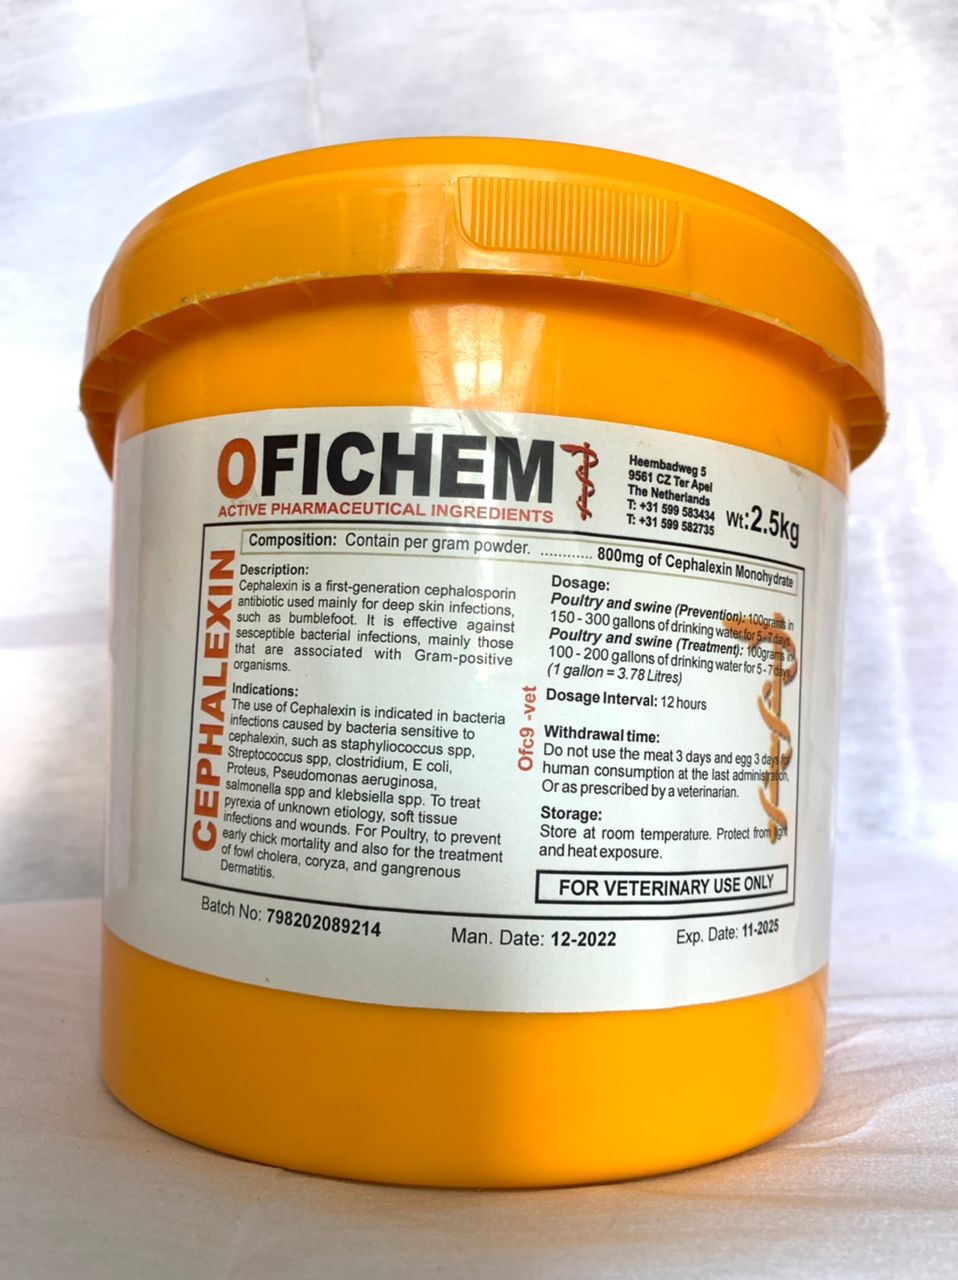 OFICHEM
ACTIVE PHARMACEUTICAL INGREDIENTS
Heembadweg 5
9561 CZ Ter Apel
The Netherlands
T: +31 599 583434
T: +31 599 582735
Wt:2.5kg
Composition: Contain per gram powder. ............ 800mg of Cephalexin Monohydrate
CEPHALEXIN
Description:
Cephalexin is a first-generation cephalosporin
antibiotic used mainly for deep skin infections,
such as bumblefoot. It is effective against
sesceptible bacterial infections, mainly those
that are associated with Gram-positive
organisms.
Indications:
The use of Cephalexin is indicated in bacteria
infections caused by bacteria sensitive to
cephalexin, such as staphyliococcus spp,
Streptococcus spp, clostridium, E coli,
Proteus, Pseudomonas aeruginosa,
salmonella spp and klebsiella spp. To treat
pyrexia of unknown etiology, soft tissue
infections and wounds. For Poultry, to prevent
early chick mortality and also for the treatment
of fowl cholera, coryza, and gangrenous
Dermatitis.
Ofc9 -vet
Dosage:
Poultry and swine (Prevention): 100grams in
150 - 300 gallons of drinking water for 5 - 7 days.
Poultry and swine (Treatment): 100grams in
100 - 200 gallons of drinking water for 5 - 7 days.
(1 gallon = 3.78 Litres)
Dosage Interval: 12 hours
Withdrawal time:
Do not use the meat 3 days and egg 3 days for
human consumption at the last administration.
Or as prescribed by a veterinarian.
Storage:
Store at room temperature. Protect from light
and heat exposure.
FOR VETERINARY USE ONLY
Batch No: 798202089214
Man. Date: 12-2022
Exp. Date: 11-2025